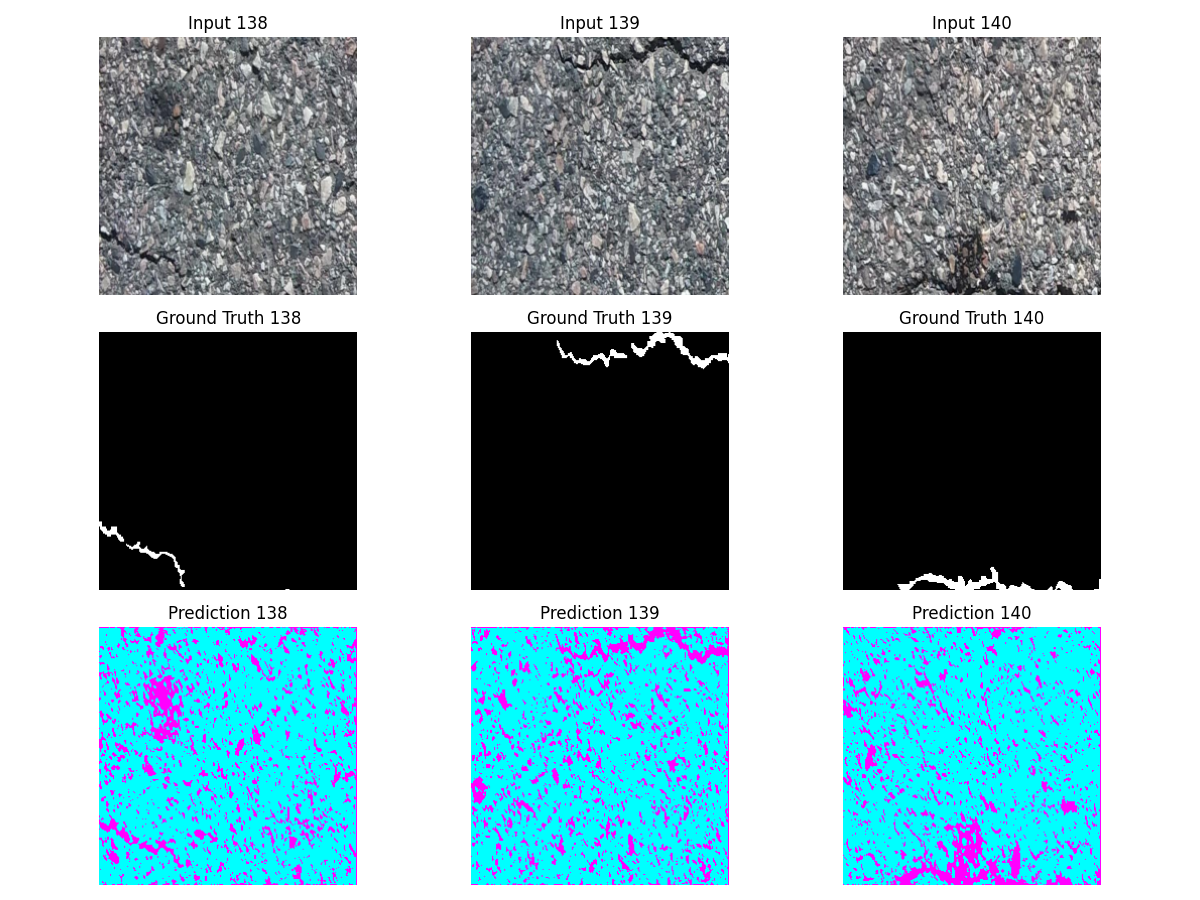 Input 138
Input 139
Input 140
Ground Truth 138
Ground Truth 139
Ground Truth 140
Prediction 138
Prediction 139
Prediction 140